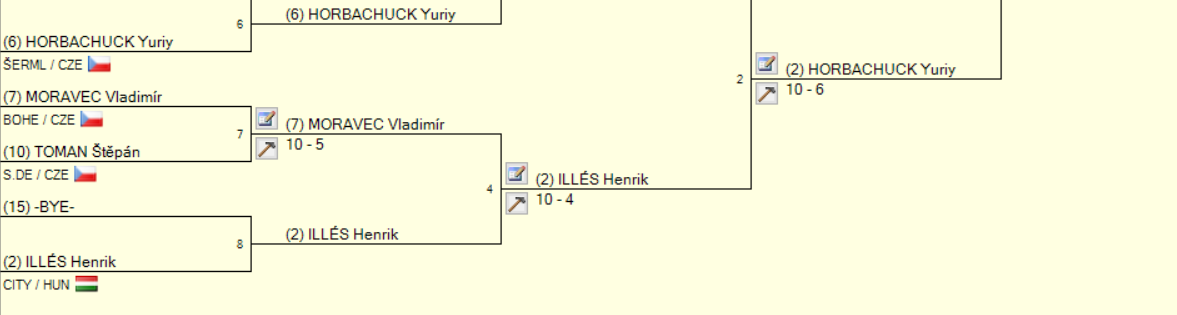 (6) HORBACHUCK Yuriy
6
(6) HORBACHUCK Yuriy
ŠERML / CZE
2
(2) HORBACHUCK Yuriy
10 - 6
(7) MORAVEC Vladimír
BOHE / CZE
7
(7) MORAVEC Vladimír
10 - 5
(10) TOMAN Štěpán
S.DE / CZE
4
(2) ILLÉS Henrik
10 - 4
(15) -BYE-
8
(2) ILLÉS Henrik
(2) ILLÉS Henrik
CITY / HUN